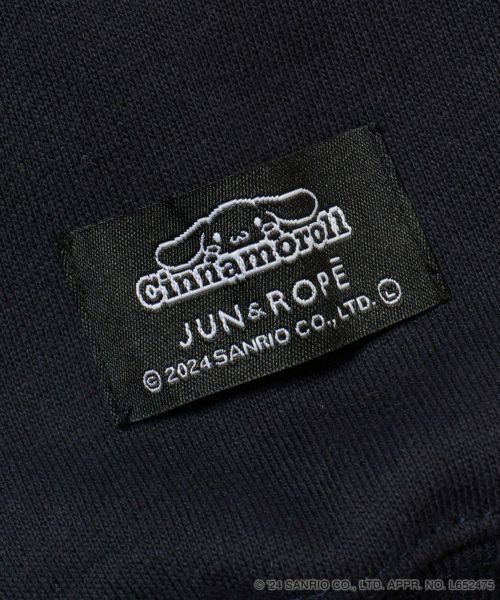 Cinnamoroll
JUN&ROPÉ
© 2024 SANRIO CO., LTD. Ⓛ
© '24 SANRIO CO., LTD. APPR. NO. L652475